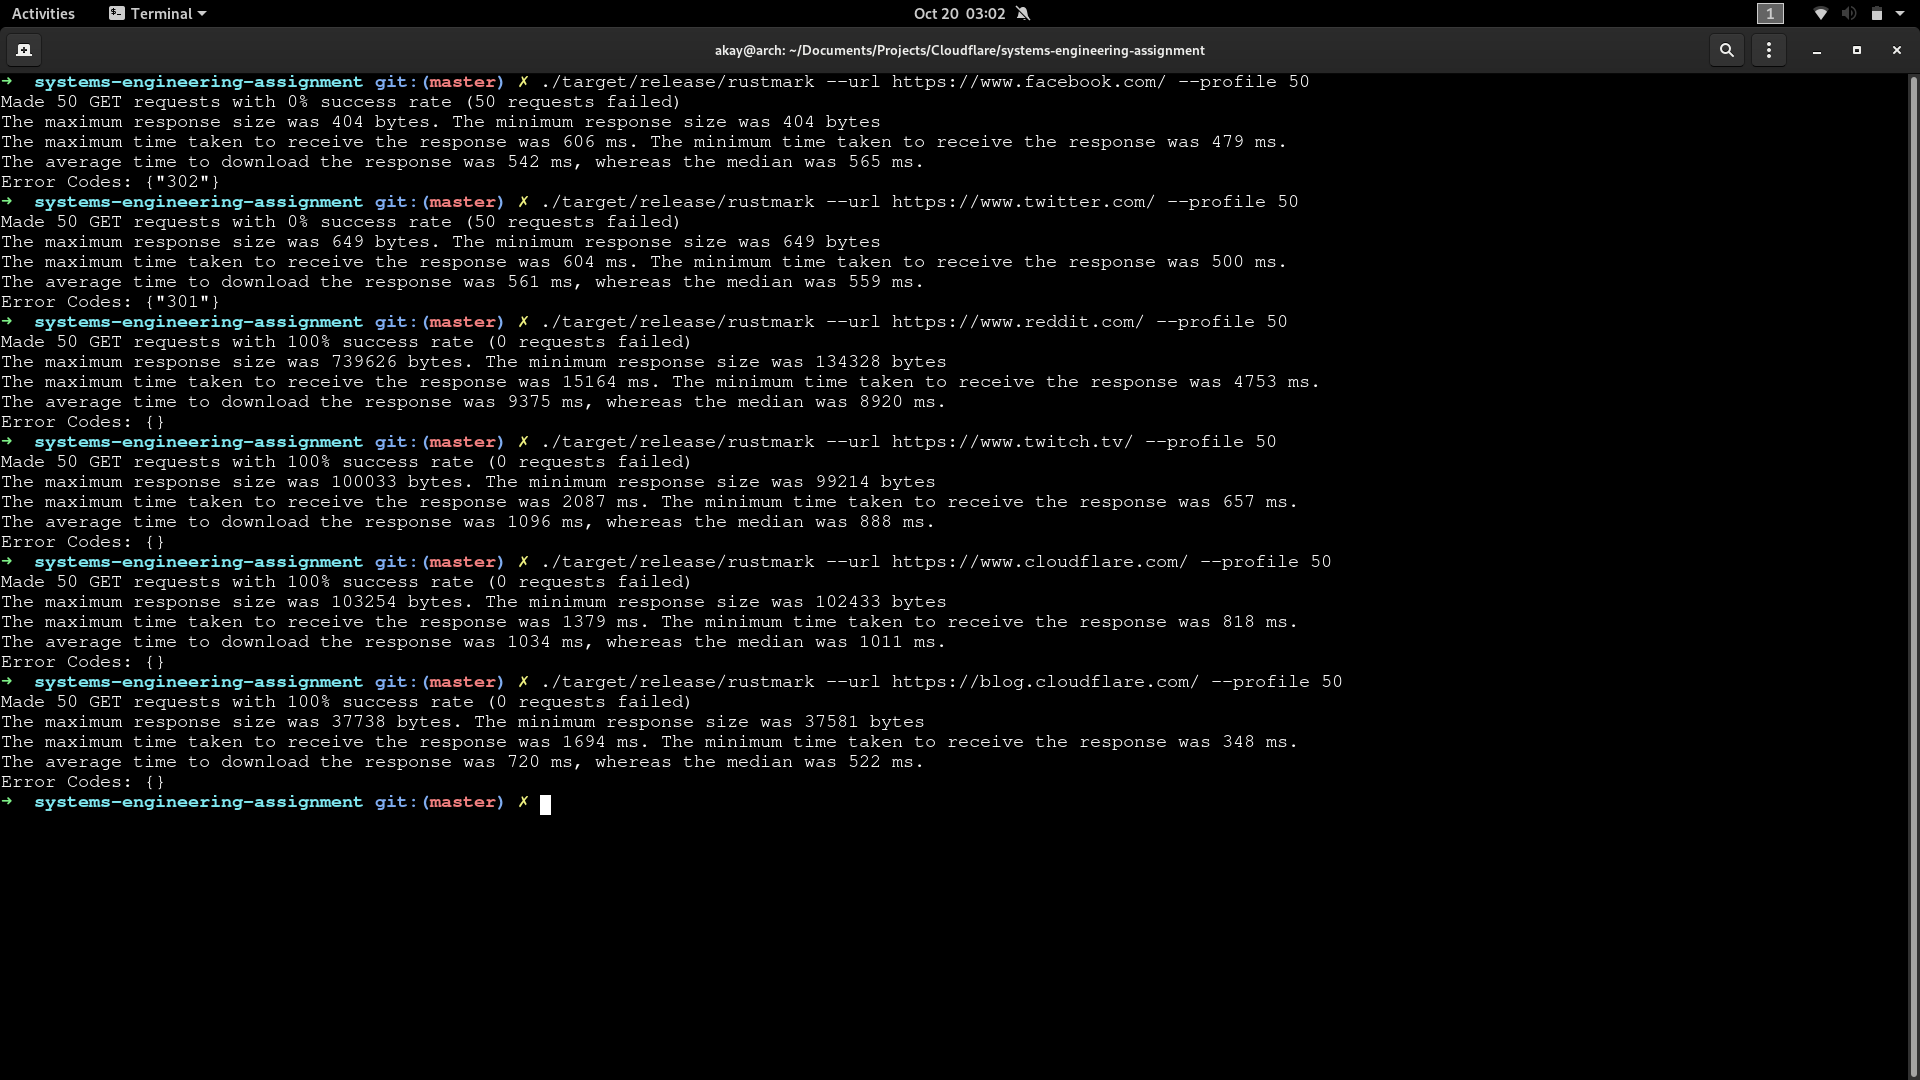 Activities Terminal Oct 20 03:02 1
akay@arch: ~/Documents/Projects/Cloudflare/systems-engineering-assignment
➜ systems-engineering-assignment git:(master) ✗ ./target/release/rustmark --url https://www.facebook.com/ --profile 50
Made 50 GET requests with 0% success rate (50 requests failed)
The maximum response size was 404 bytes. The minimum response size was 404 bytes
The maximum time taken to receive the response was 606 ms. The minimum time taken to receive the response was 479 ms.
The average time to download the response was 542 ms, whereas the median was 565 ms.
Error Codes: {"302"}
➜ systems-engineering-assignment git:(master) ✗ ./target/release/rustmark --url https://www.twitter.com/ --profile 50
Made 50 GET requests with 0% success rate (50 requests failed)
The maximum response size was 649 bytes. The minimum response size was 649 bytes
The maximum time taken to receive the response was 604 ms. The minimum time taken to receive the response was 500 ms.
The average time to download the response was 561 ms, whereas the median was 559 ms.
Error Codes: {"301"}
➜ systems-engineering-assignment git:(master) ✗ ./target/release/rustmark --url https://www.reddit.com/ --profile 50
Made 50 GET requests with 100% success rate (0 requests failed)
The maximum response size was 739626 bytes. The minimum response size was 134328 bytes
The maximum time taken to receive the response was 15164 ms. The minimum time taken to receive the response was 4753 ms.
The average time to download the response was 9375 ms, whereas the median was 8920 ms.
Error Codes: {}
➜ systems-engineering-assignment git:(master) ✗ ./target/release/rustmark --url https://www.twitch.tv/ --profile 50
Made 50 GET requests with 100% success rate (0 requests failed)
The maximum response size was 100033 bytes. The minimum response size was 99214 bytes
The maximum time taken to receive the response was 2087 ms. The minimum time taken to receive the response was 657 ms.
The average time to download the response was 1096 ms, whereas the median was 888 ms.
Error Codes: {}
➜ systems-engineering-assignment git:(master) ✗ ./target/release/rustmark --url https://www.cloudflare.com/ --profile 50
Made 50 GET requests with 100% success rate (0 requests failed)
The maximum response size was 103254 bytes. The minimum response size was 102433 bytes
The maximum time taken to receive the response was 1379 ms. The minimum time taken to receive the response was 818 ms.
The average time to download the response was 1034 ms, whereas the median was 1011 ms.
Error Codes: {}
➜ systems-engineering-assignment git:(master) ✗ ./target/release/rustmark --url https://blog.cloudflare.com/ --profile 50
Made 50 GET requests with 100% success rate (0 requests failed)
The maximum response size was 37738 bytes. The minimum response size was 37581 bytes
The maximum time taken to receive the response was 1694 ms. The minimum time taken to receive the response was 348 ms.
The average time to download the response was 720 ms, whereas the median was 522 ms.
Error Codes: {}
➜ systems-engineering-assignment git:(master) ✗